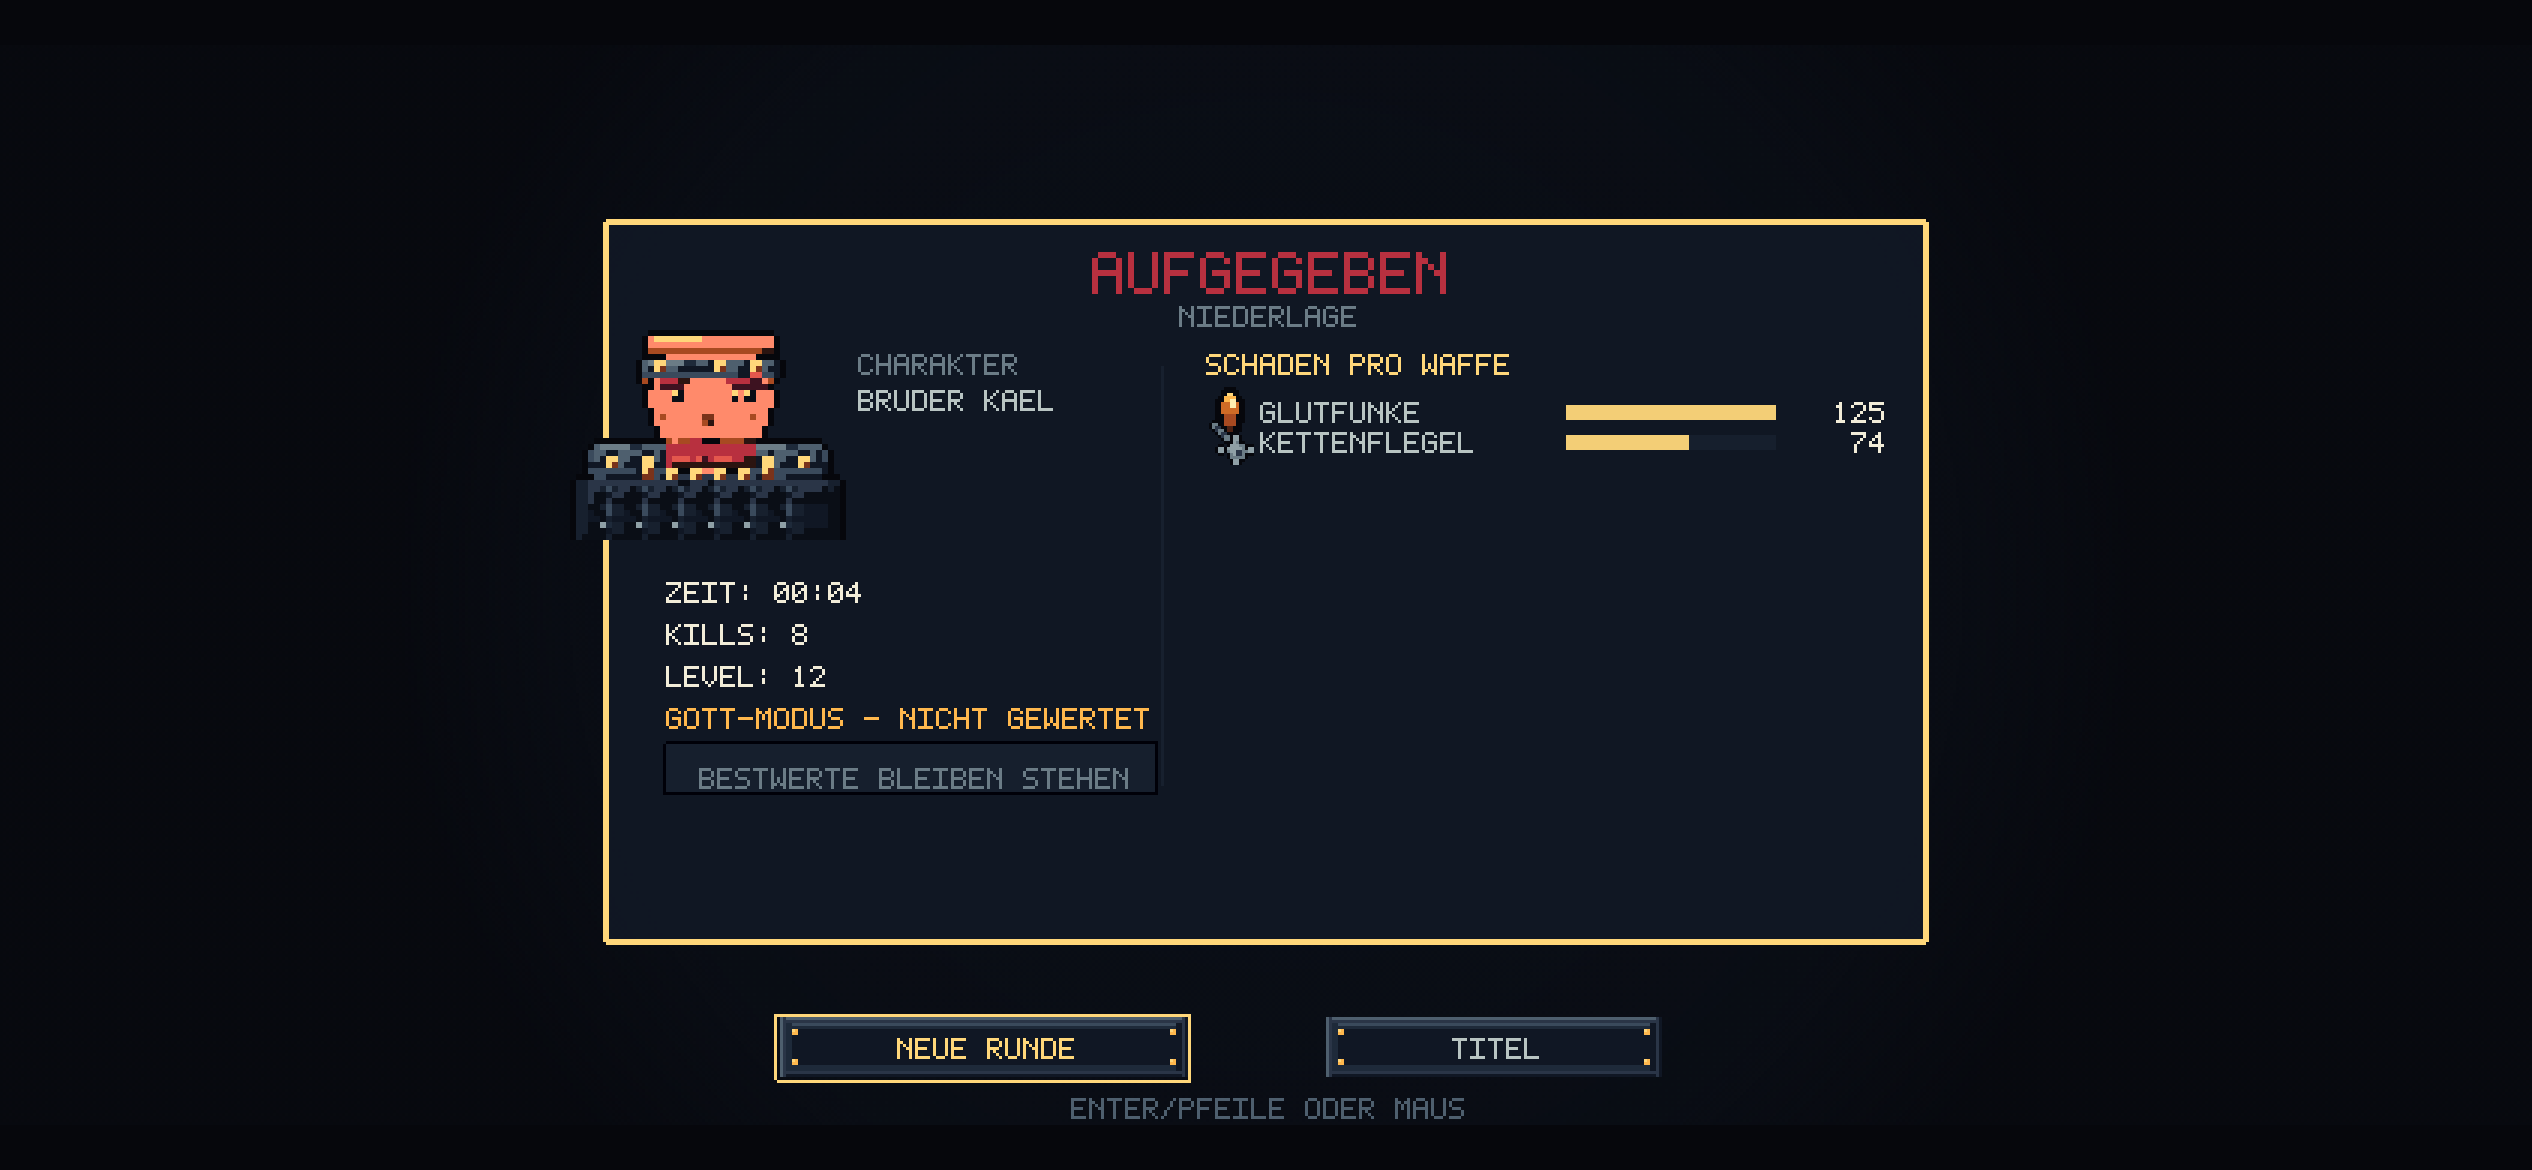 AUFGEGEBEN
NIEDERLAGE
CHARAKTER
BRUDER KAEL
SCHADEN PRO WAFFE
GLUTFUNKE 125
KETTENFLEGEL 74
ZEIT: 00:04
KILLS: 8
LEVEL: 12
GOTT-MODUS - NICHT GEWERTET
BESTWERTE BLEIBEN STEHEN
NEUE RUNDE
TITEL
ENTER/PFEILE ODER MAUS